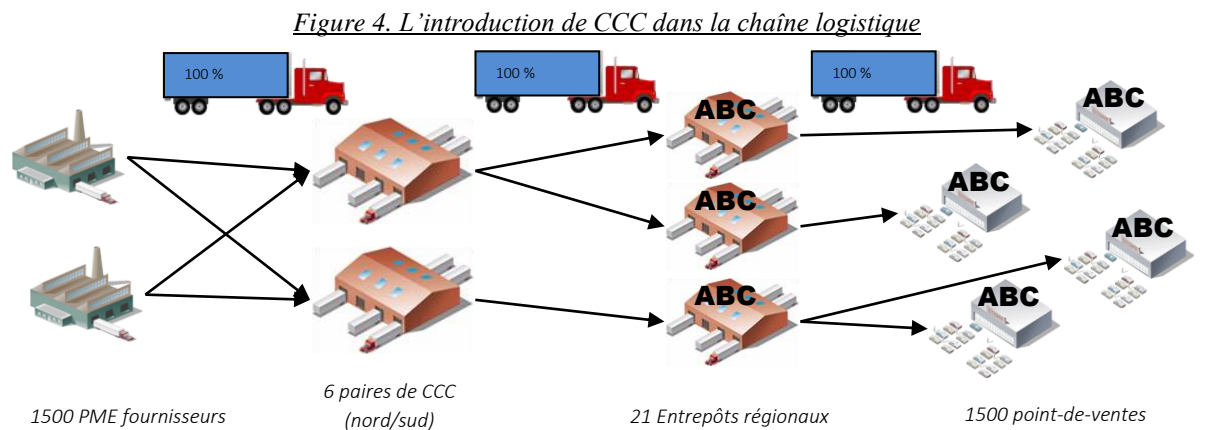 Figure 4. L’introduction de CCC dans la chaîne logistique
100 %
100 %
100 %
ABC
ABC
ABC
ABC
ABC
ABC
ABC
1500 PME fournisseurs
6 paires de CCC
(nord/sud)
21 Entrepôts régionaux
1500 point-de-ventes